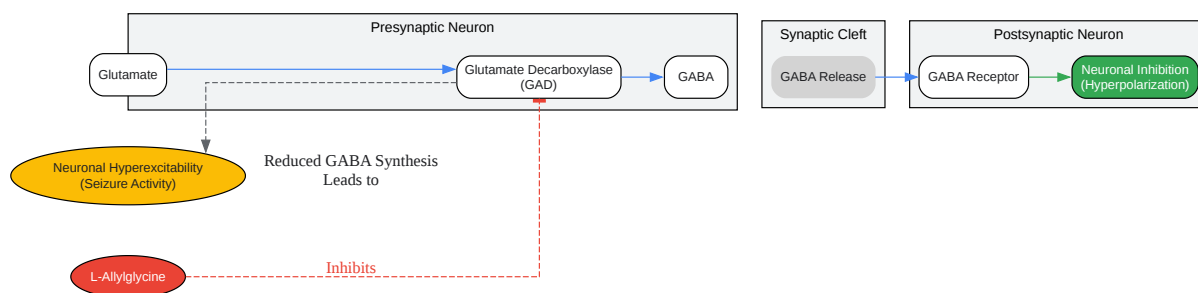 Presynaptic Neuron
Synaptic Cleft
Postsynaptic Neuron
Glutamate
Glutamate Decarboxylase
(GAD)
GABA
GABA Release
GABA Receptor
Neuronal Inhibition
(Hyperpolarization)
Neuronal Hyperexcitability
(Seizure Activity)
Reduced GABA Synthesis
Leads to
L-Allylglycine
Inhibits